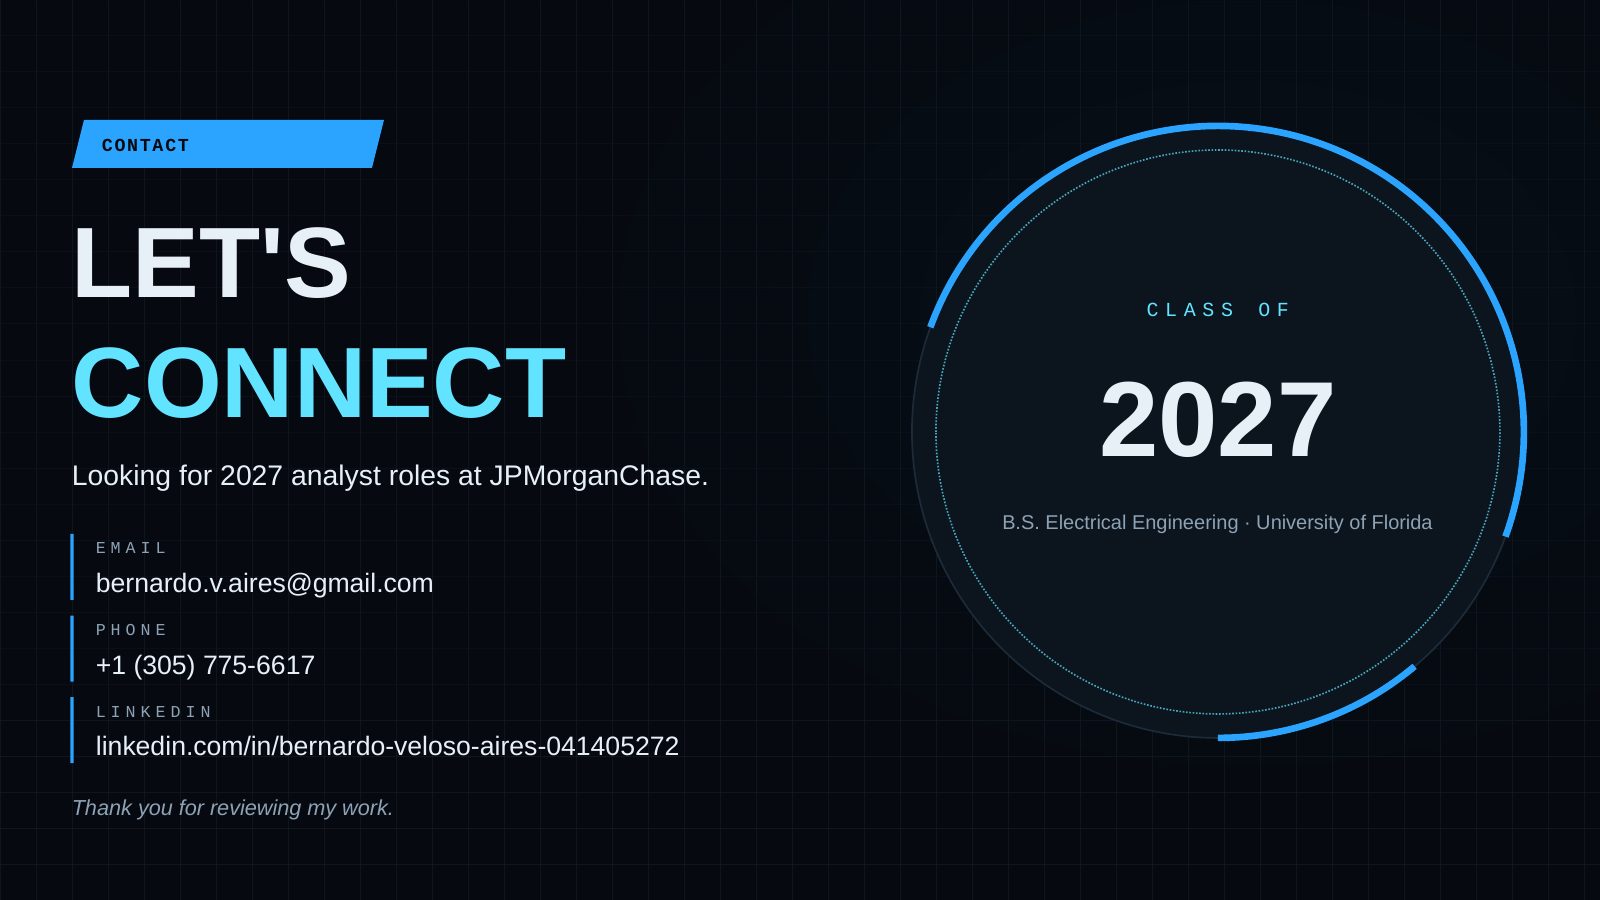 CONTACT
LET'S
CONNECT
Looking for 2027 analyst roles at JPMorganChase.
EMAIL
bernardo.v.aires@gmail.com
PHONE
+1 (305) 775-6617
LINKEDIN
linkedin.com/in/bernardo-veloso-aires-041405272
Thank you for reviewing my work.
CLASS OF
2027
B.S. Electrical Engineering · University of Florida